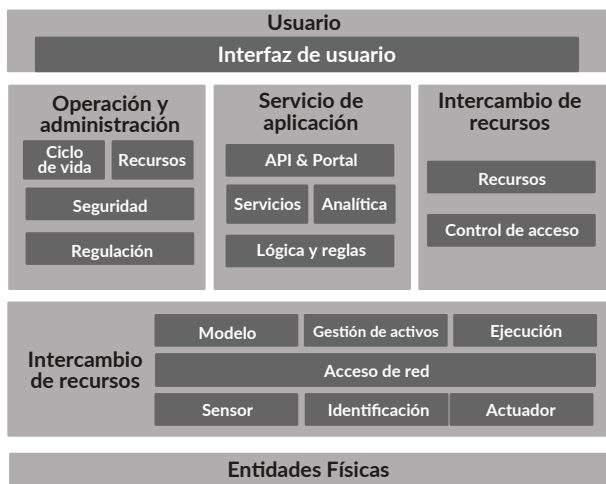 Usuario
Interfaz de usuario
Operación y
administración
Ciclo
de vida
Recursos
Seguridad
Regulación
Servicio de
aplicación
API & Portal
Servicios
Analítica
Lógica y reglas
Intercambio de
recursos
Recursos
Control de acceso
Intercambio
de recursos
Modelo
Gestión de activos
Ejecución
Acceso de red
Sensor
Identificación
Actuador
Entidades Físicas